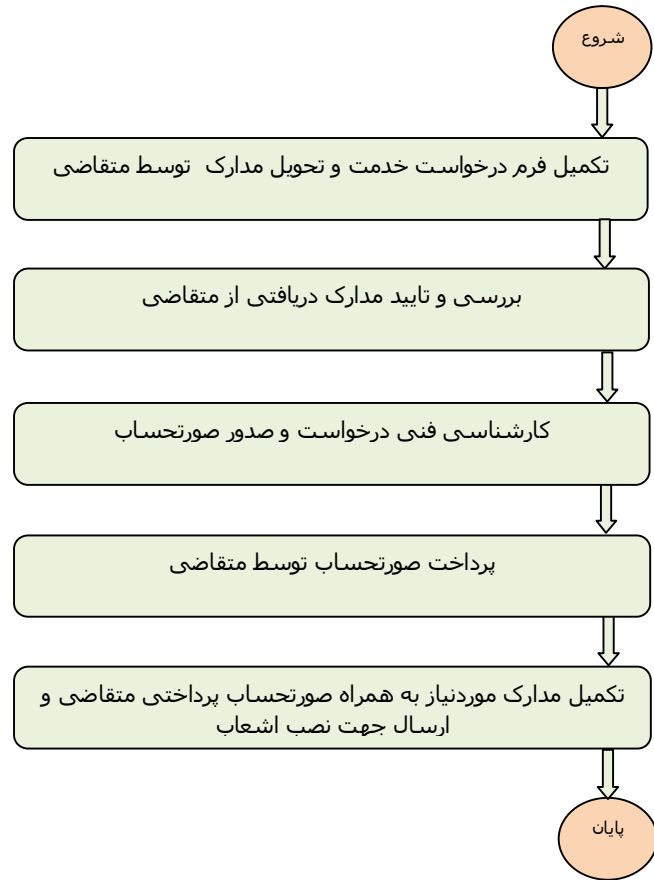 شروع
تکمیل فرم درخواست خدمت و تحویل مدارک توسط متقاضی
بررسی و تایید مدارک دریافتی از متقاضی
کارشناسی فنی درخواست و صدور صورتحساب
پرداخت صورتحساب توسط متقاضی
تکمیل مدارک موردنیاز به همراه صورتحساب پرداختی متقاضی و
ارسال جهت نصب اشعاب
پایان